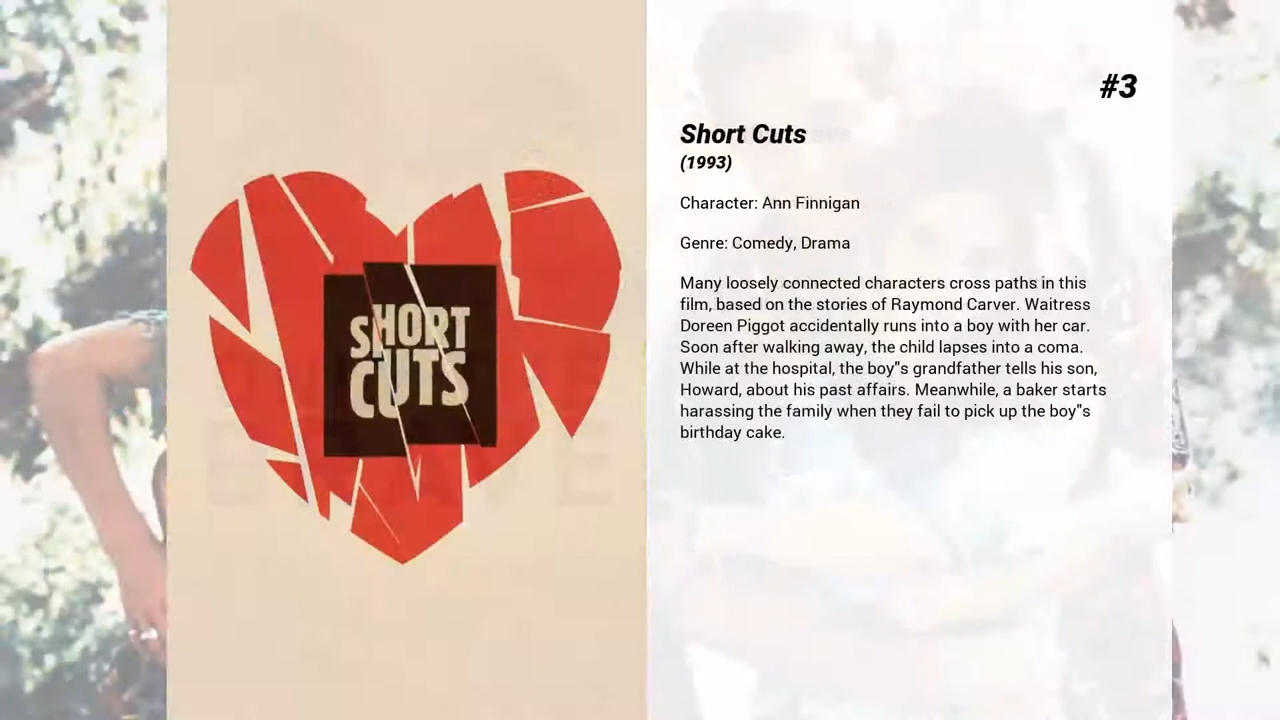 SHORT
CUTS
#3
Short Cuts
(1993)
Character: Ann Finnigan
Genre: Comedy, Drama
Many loosely connected characters cross paths in this
film, based on the stories of Raymond Carver. Waitress
Doreen Piggot accidentally runs into a boy with her car.
Soon after walking away, the child lapses into a coma.
While at the hospital, the boy"s grandfather tells his son,
Howard, about his past affairs. Meanwhile, a baker starts
harassing the family when they fail to pick up the boy"s
birthday cake.